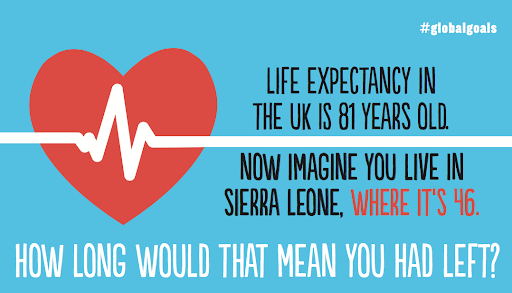 #globalgoals
LIFE EXPECTANCY IN
THE UK IS 81 YEARS OLD.
NOW IMAGINE YOU LIVE IN
SIERRA LEONE, WHERE IT'S 46.
HOW LONG WOULD THAT MEAN YOU HAD LEFT?